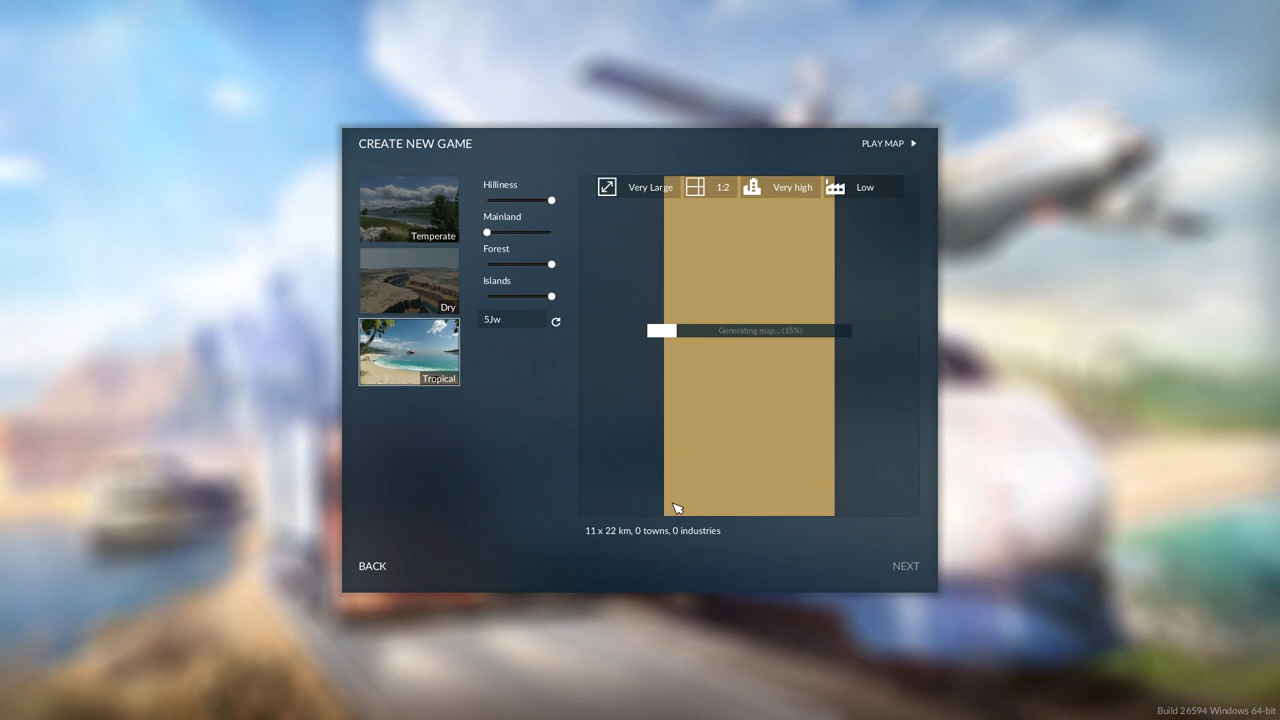 CREATE NEW GAME
PLAY MAP
Temperate
Dry
Tropical
Hilliness
Mainland
Forest
Islands
5Jw
Very Large
1:2
Very high
Low
Generating map... (15%)
11 x 22 km, 0 towns, 0 industries
BACK
NEXT
Build 26594 Windows 64-bit